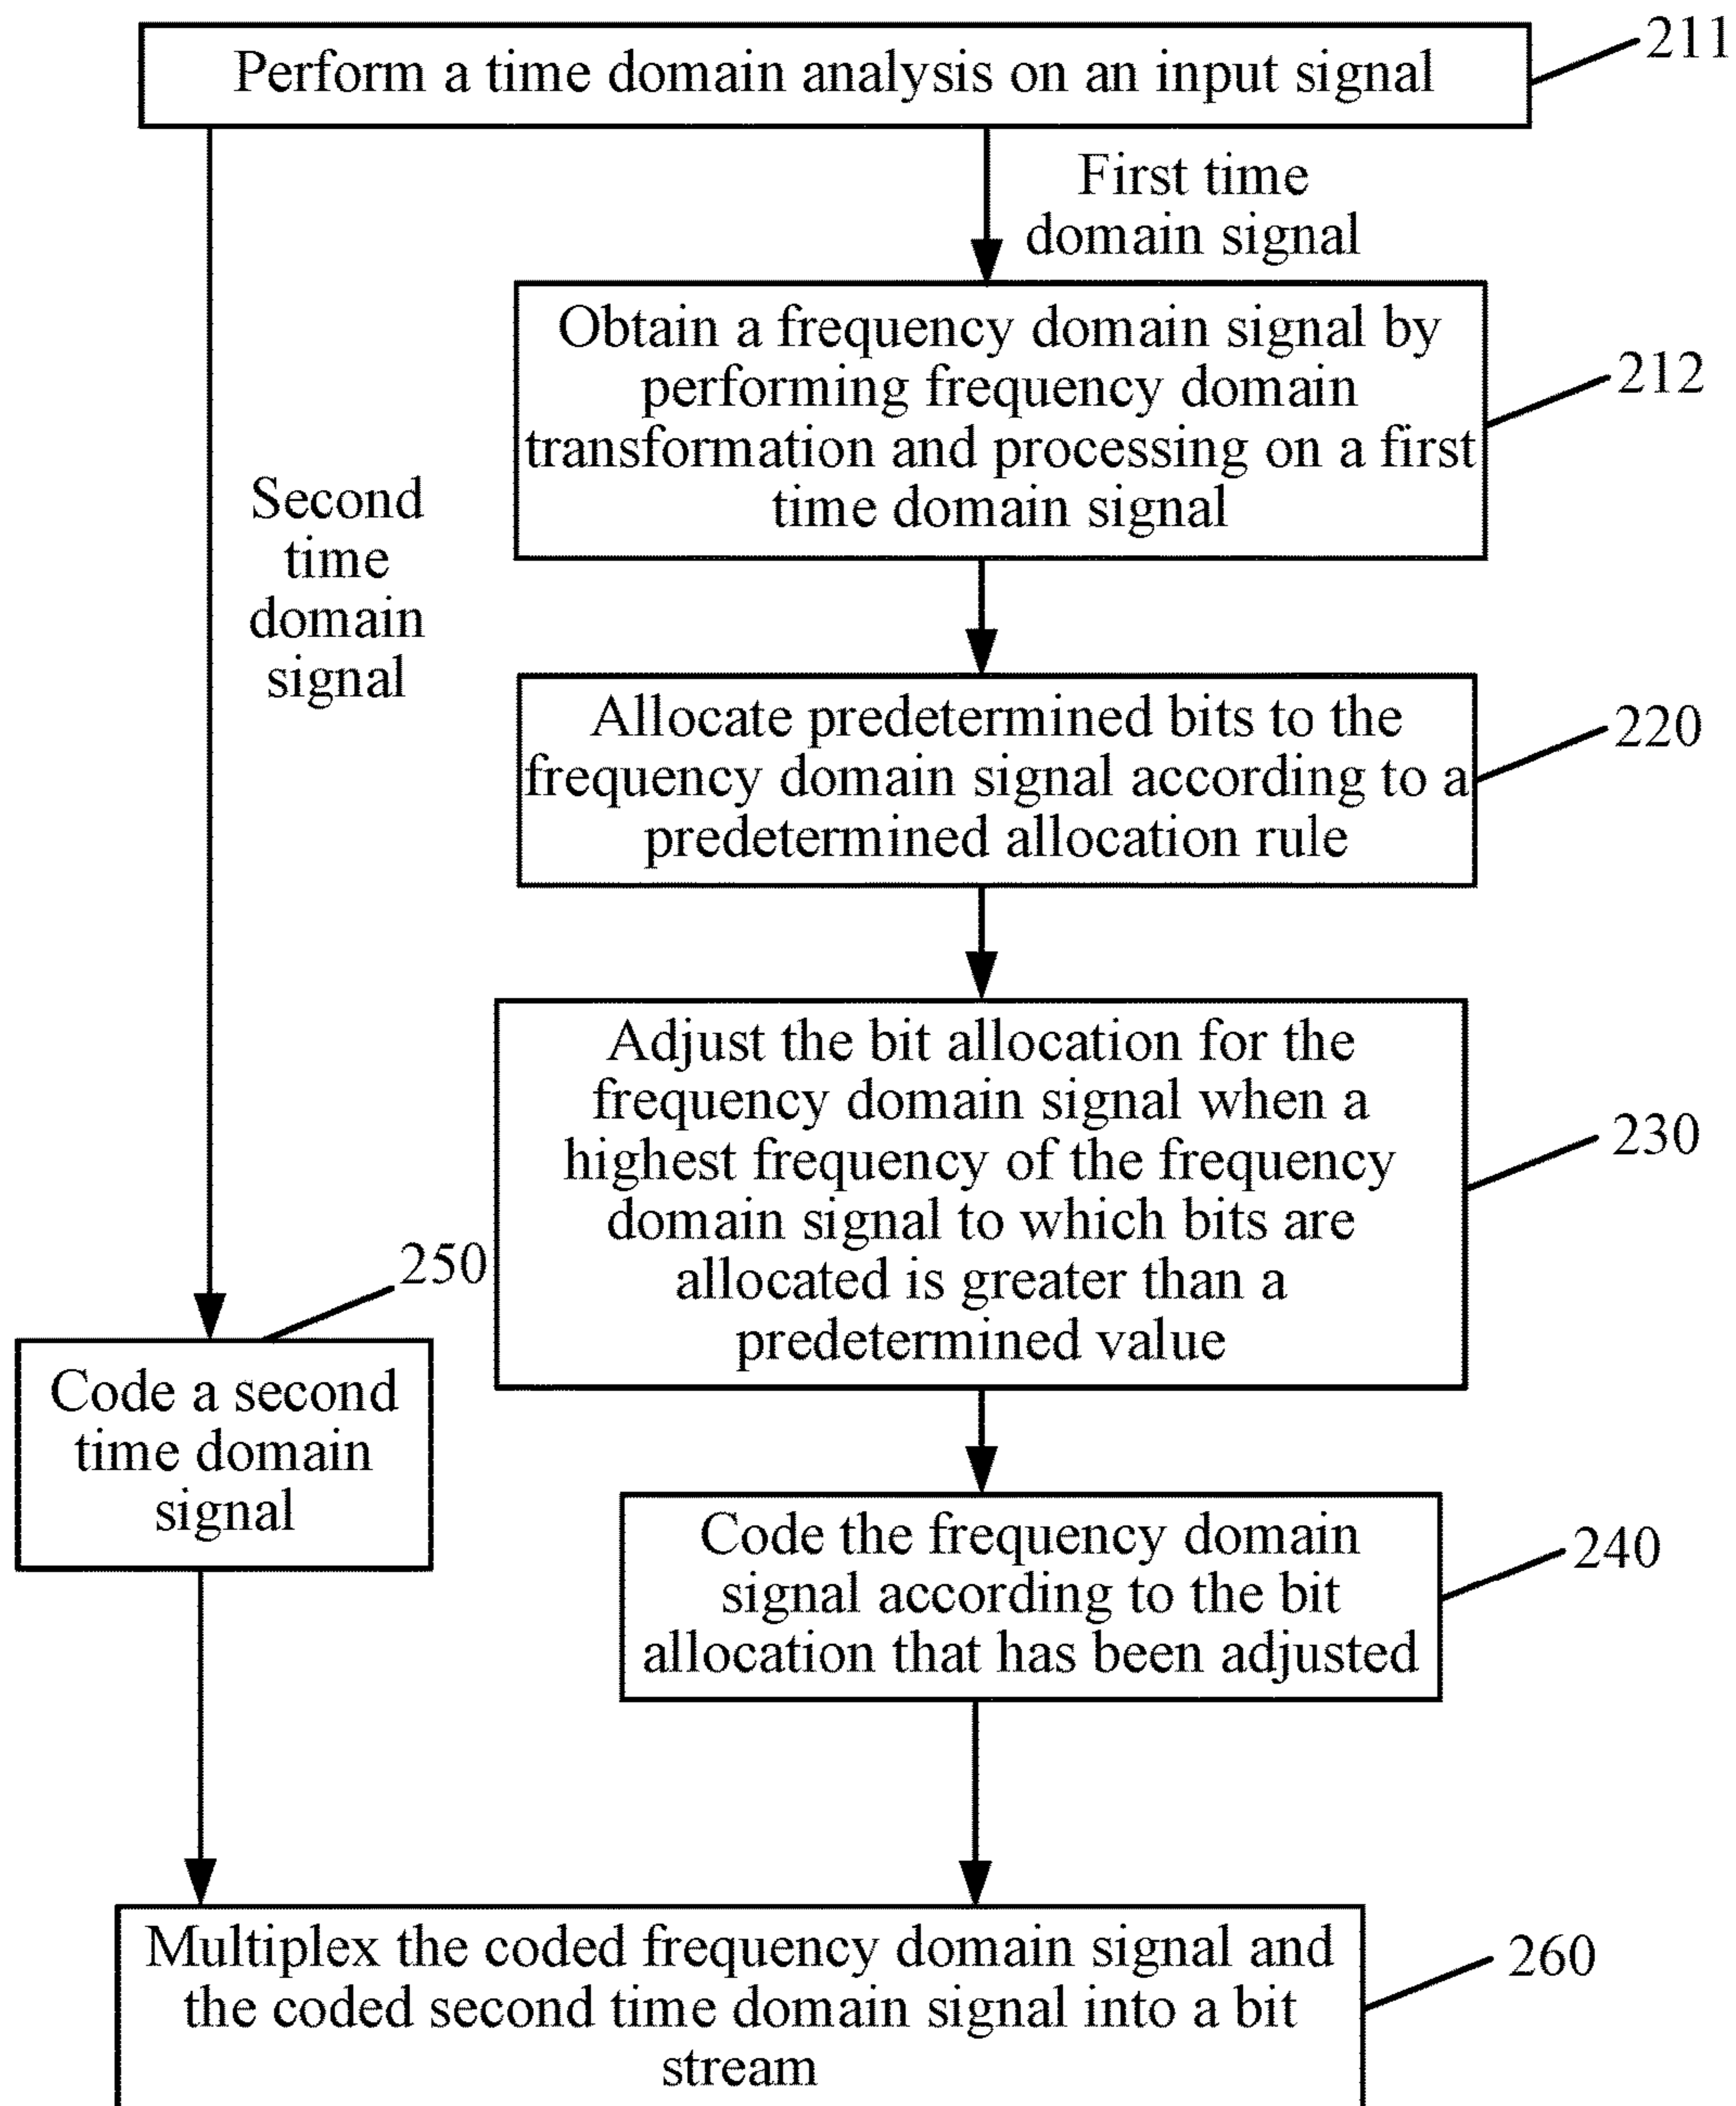 Perform a time domain analysis on an input signal
211
First time
domain signal
Obtain a frequency domain signal by
performing frequency domain
transformation and processing on a first
time domain signal
212
Second
time
domain
signal
Allocate predetermined bits to the
frequency domain signal according to a
predetermined allocation rule
220
Adjust the bit allocation for the
frequency domain signal when a
highest frequency of the frequency
domain signal to which bits are
allocated is greater than a
predetermined value
230
250
Code a second
time domain
signal
Code the frequency domain
signal according to the bit
allocation that has been adjusted
240
Multiplex the coded frequency domain signal and
the coded second time domain signal into a bit
stream
260